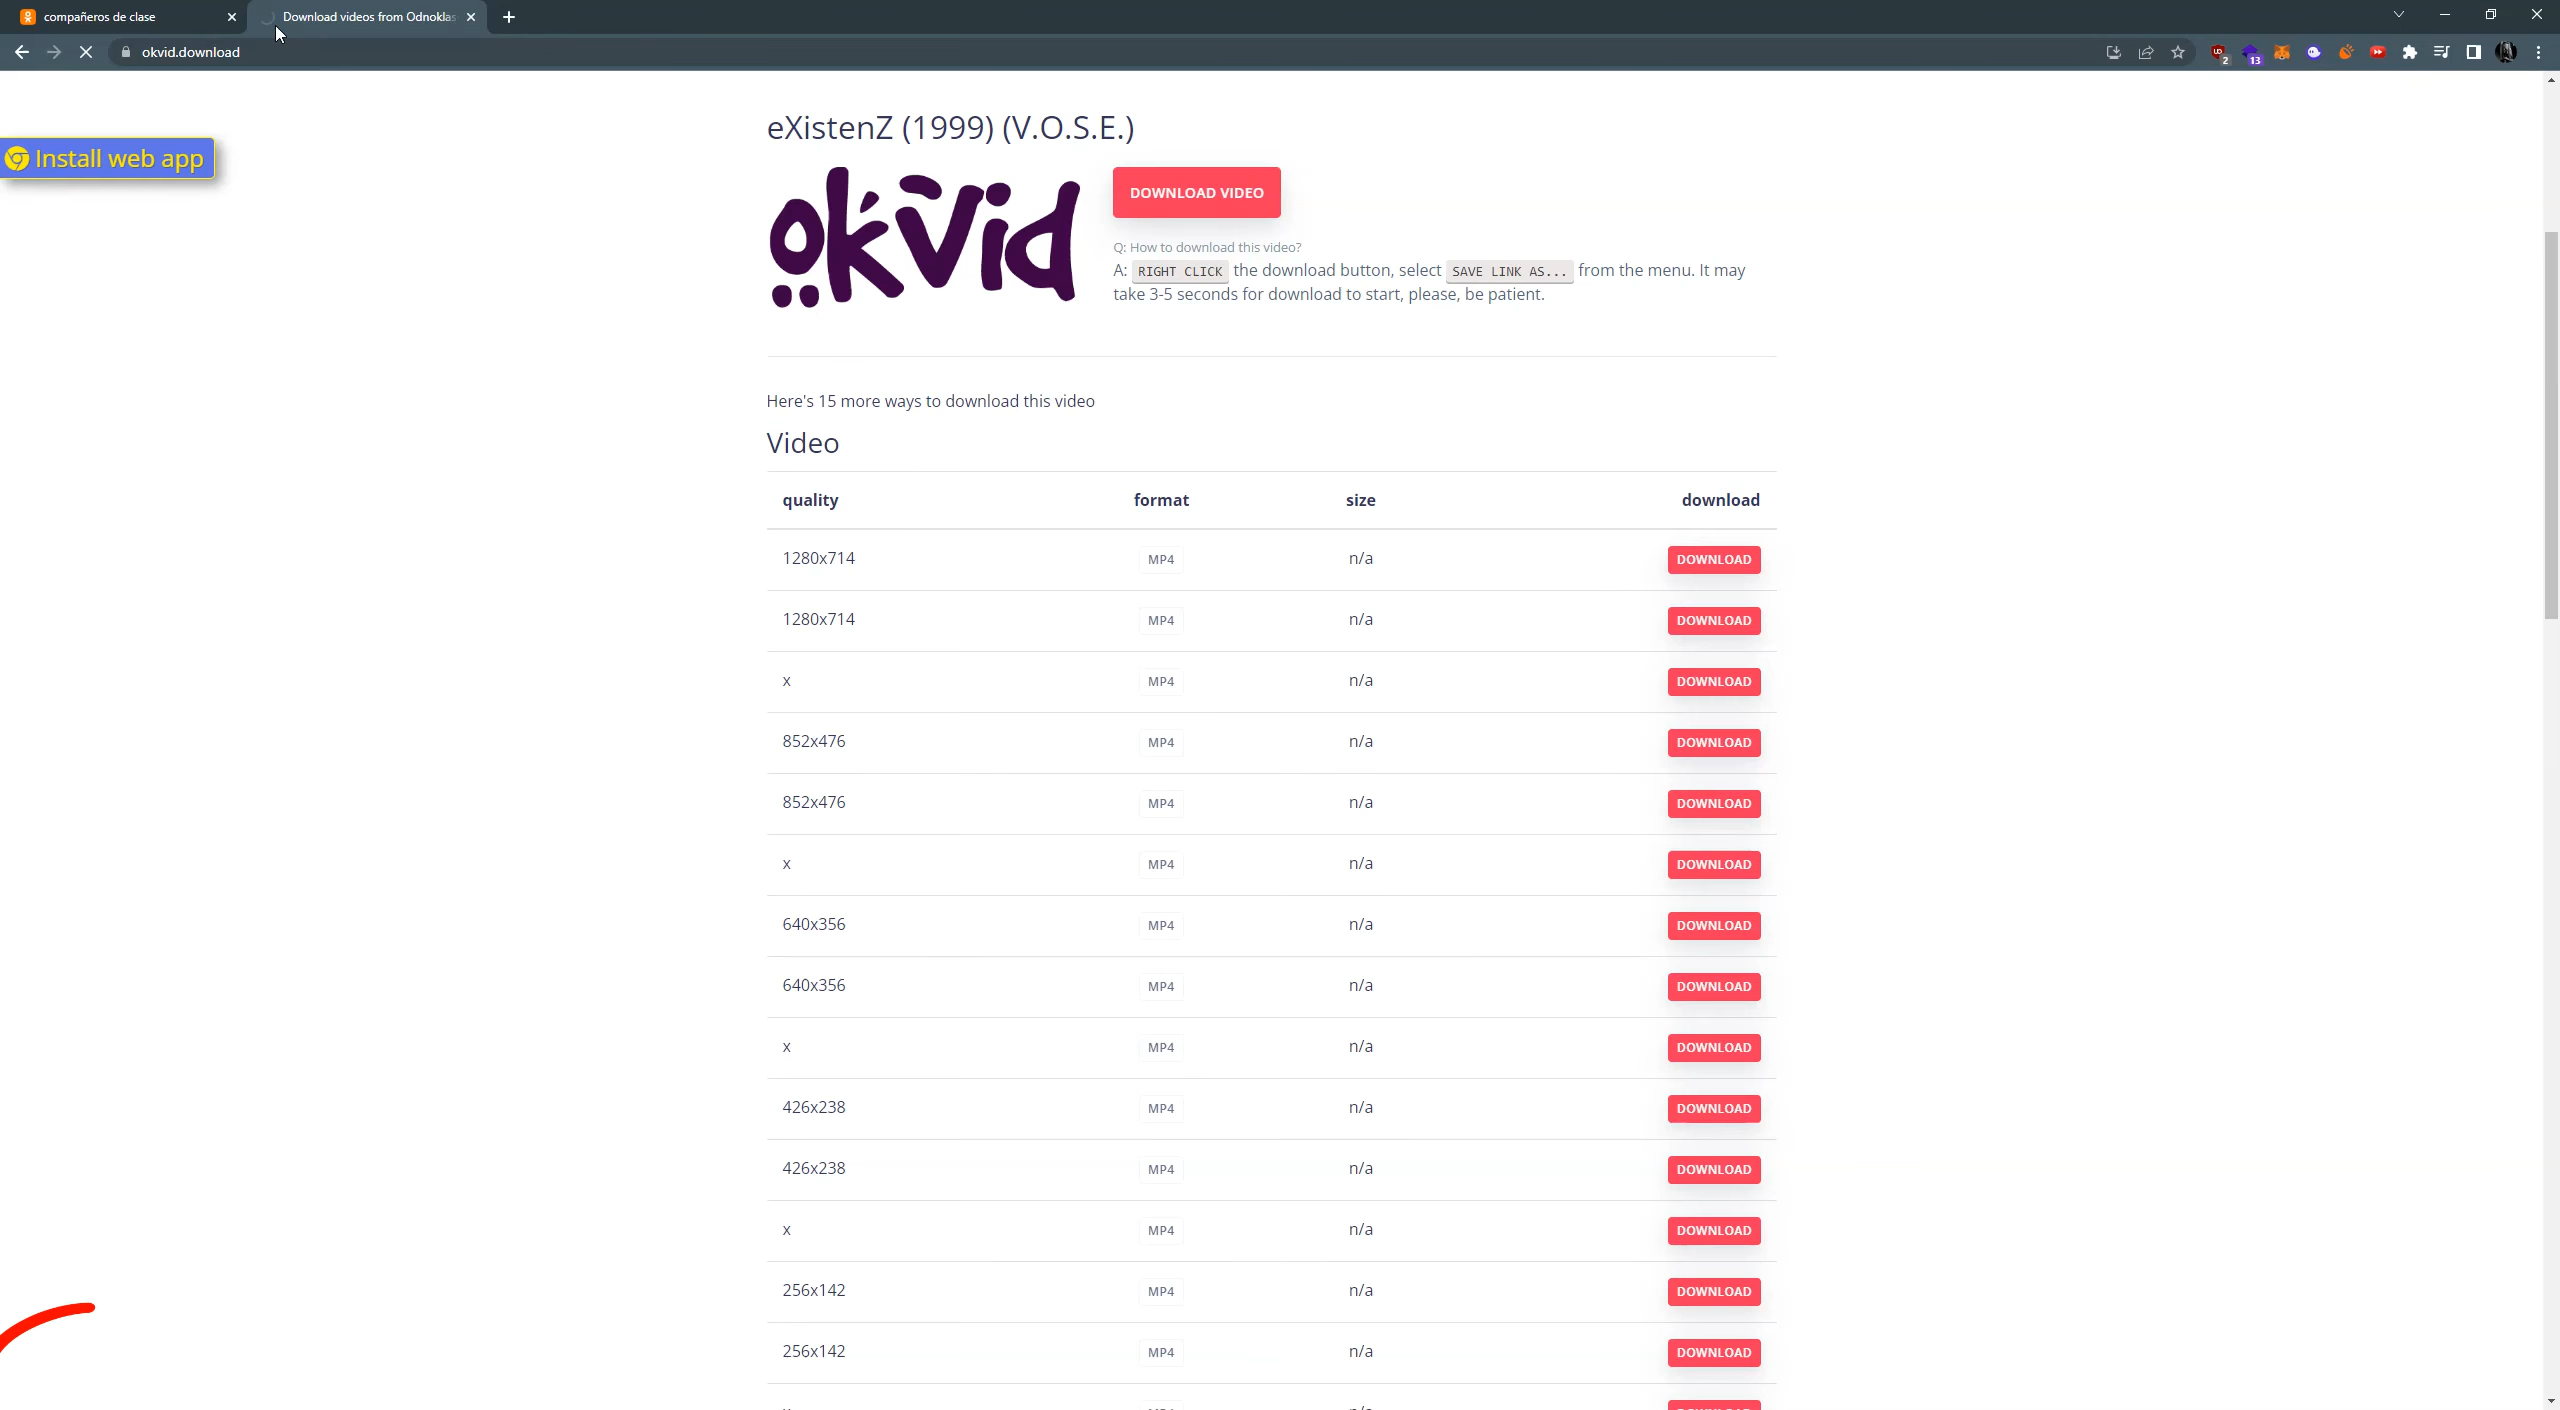 compañeros de clase
Download videos from Odnoklas
okvid.download
2
13
eXistenZ (1999) (V.O.S.E.)
Install web app
okvid
DOWNLOAD VIDEO
Q: How to download this video?
A: RIGHT CLICK the download button, select SAVE LINK AS... from the menu. It may
take 3-5 seconds for download to start, please, be patient.
Here's 15 more ways to download this video
Video
quality format size download
1280x714 MP4 n/a DOWNLOAD
1280x714 MP4 n/a DOWNLOAD
x MP4 n/a DOWNLOAD
852x476 MP4 n/a DOWNLOAD
852x476 MP4 n/a DOWNLOAD
x MP4 n/a DOWNLOAD
640x356 MP4 n/a DOWNLOAD
640x356 MP4 n/a DOWNLOAD
x MP4 n/a DOWNLOAD
426x238 MP4 n/a DOWNLOAD
426x238 MP4 n/a DOWNLOAD
x MP4 n/a DOWNLOAD
256x142 MP4 n/a DOWNLOAD
256x142 MP4 n/a DOWNLOAD